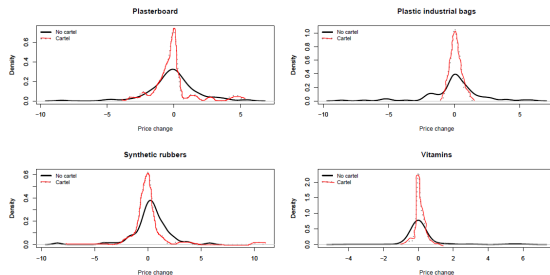 Plasterboard
No cartel
Cartel
Density
0.6
0.4
0.2
0.0
-10
-5
0
5
Price change
Plastic industrial bags
No cartel
Cartel
Density
1.0
0.8
0.6
0.4
0.2
0.0
-10
-5
0
5
Price change
Synthetic rubbers
No cartel
Cartel
Density
0.6
0.4
0.2
0.0
-10
-5
0
5
10
Price change
Vitamins
No cartel
Cartel
Density
2.0
1.5
1.0
0.5
0.0
-4
-2
0
2
4
6
Price change